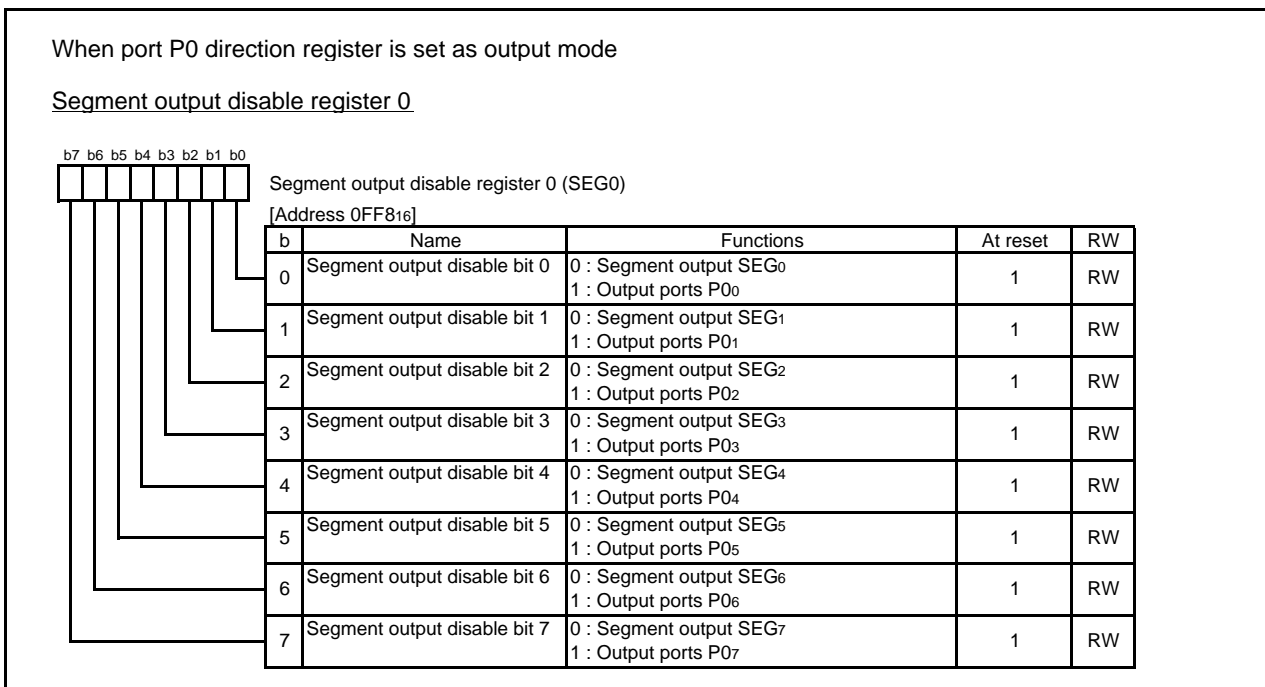 When port P0 direction register is set as output mode
Segment output disable register 0
b7 b6 b5 b4 b3 b2 b1 b0
Segment output disable register 0 (SEG0)
[Address 0FF816]
b Name Functions At reset RW
0 Segment output disable bit 0 0 : Segment output SEG0 1 RW
1 : Output ports P00
1 Segment output disable bit 1 0 : Segment output SEG1 1 RW
1 : Output ports P01
2 Segment output disable bit 2 0 : Segment output SEG2 1 RW
1 : Output ports P02
3 Segment output disable bit 3 0 : Segment output SEG3 1 RW
1 : Output ports P03
4 Segment output disable bit 4 0 : Segment output SEG4 1 RW
1 : Output ports P04
5 Segment output disable bit 5 0 : Segment output SEG5 1 RW
1 : Output ports P05
6 Segment output disable bit 6 0 : Segment output SEG6 1 RW
1 : Output ports P06
7 Segment output disable bit 7 0 : Segment output SEG7 1 RW
1 : Output ports P07